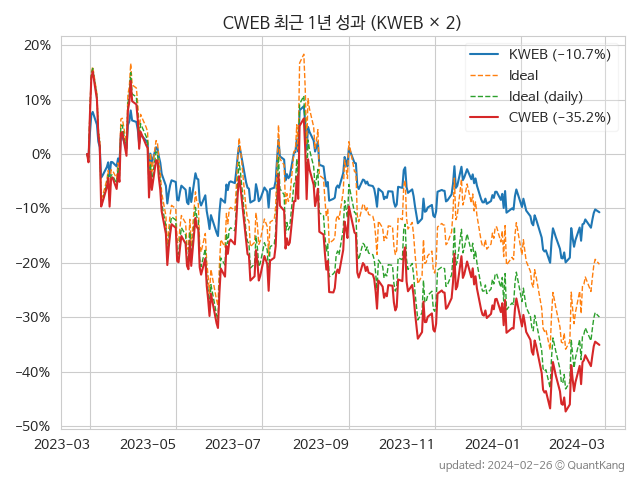 CWEB 최근 1년 성과 (KWEB × 2)
20%
10%
0%
−10%
−20%
−30%
−40%
−50%
KWEB (−10.7%)
Ideal
Ideal (daily)
CWEB (−35.2%)
2023-03 2023-05 2023-07 2023-09 2023-11 2024-01 2024-03
updated: 2024-02-26 © QuantKang